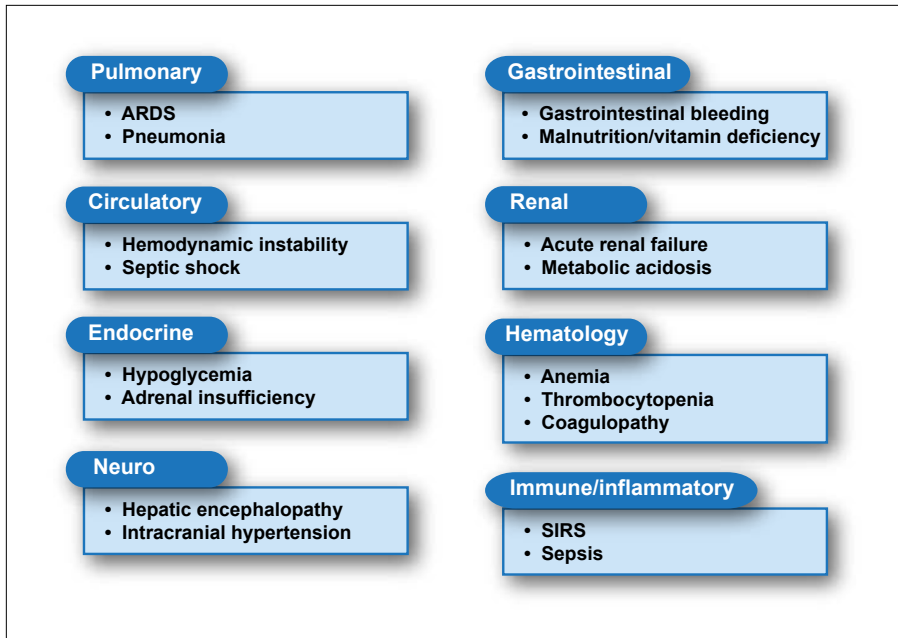 Pulmonary
• ARDS
• Pneumonia
Circulatory
• Hemodynamic instability
• Septic shock
Endocrine
• Hypoglycemia
• Adrenal insufficiency
Neuro
• Hepatic encephalopathy
• Intracranial hypertension
Gastrointestinal
• Gastrointestinal bleeding
• Malnutrition/vitamin deficiency
Renal
• Acute renal failure
• Metabolic acidosis
Hematology
• Anemia
• Thrombocytopenia
• Coagulopathy
Immune/inflammatory
• SIRS
• Sepsis